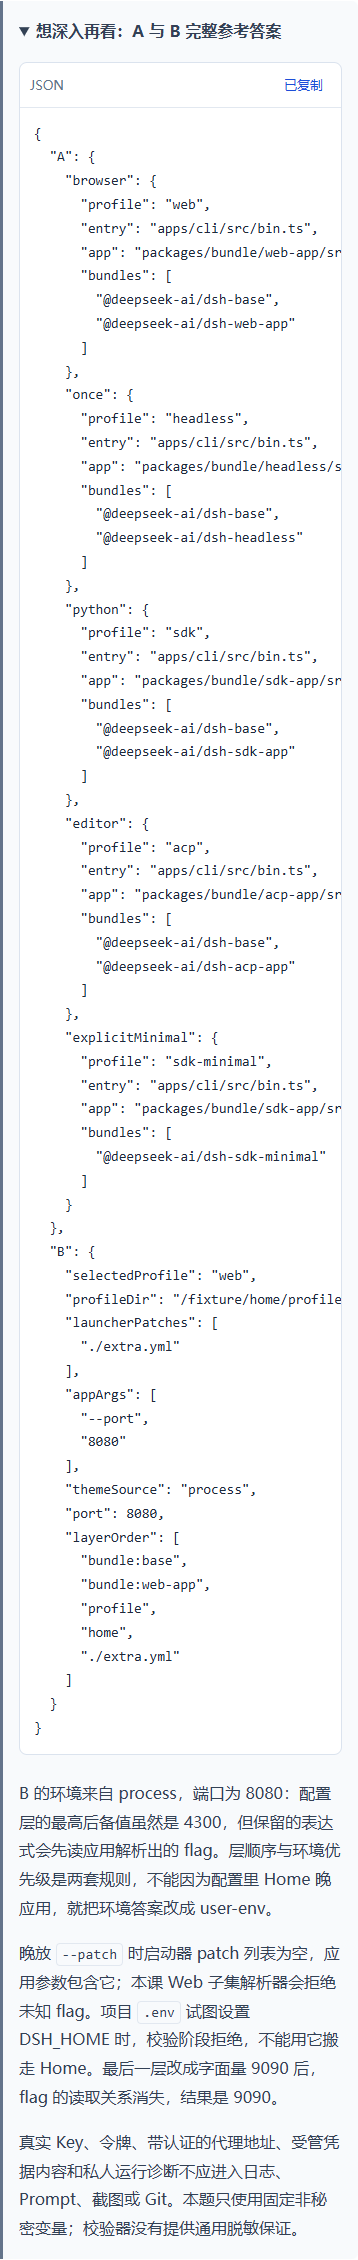 ▼ 想深入再看：A 与 B 完整参考答案
JSON 已复制
{
  "A": {
    "browser": {
      "profile": "web",
      "entry": "apps/cli/src/bin.ts",
      "app": "packages/bundle/web-app/sr
      "bundles": [
        "@deepseek-ai/dsh-base",
        "@deepseek-ai/dsh-web-app"
      ]
    },
    "once": {
      "profile": "headless",
      "entry": "apps/cli/src/bin.ts",
      "app": "packages/bundle/headless/s
      "bundles": [
        "@deepseek-ai/dsh-base",
        "@deepseek-ai/dsh-headless"
      ]
    },
    "python": {
      "profile": "sdk",
      "entry": "apps/cli/src/bin.ts",
      "app": "packages/bundle/sdk-app/sr
      "bundles": [
        "@deepseek-ai/dsh-base",
        "@deepseek-ai/dsh-sdk-app"
      ]
    },
    "editor": {
      "profile": "acp",
      "entry": "apps/cli/src/bin.ts",
      "app": "packages/bundle/acp-app/sr
      "bundles": [
        "@deepseek-ai/dsh-base",
        "@deepseek-ai/dsh-acp-app"
      ]
    },
    "explicitMinimal": {
      "profile": "sdk-minimal",
      "entry": "apps/cli/src/bin.ts",
      "app": "packages/bundle/sdk-app/sr
      "bundles": [
        "@deepseek-ai/dsh-sdk-minimal"
      ]
    }
  },
  "B": {
    "selectedProfile": "web",
    "profileDir": "/fixture/home/profile
    "launcherPatches": [
      "./extra.yml"
    ],
    "appArgs": [
      "--port",
      "8080"
    ],
    "themeSource": "process",
    "port": 8080,
    "layerOrder": [
      "bundle:base",
      "bundle:web-app",
      "profile",
      "home",
      "./extra.yml"
    ]
  }
}
B 的环境来自 process，端口为 8080：配置
层的最高后备值虽然是 4300，但保留的表达
式会先读应用解析出的 flag。层顺序与环境优
先级是两套规则，不能因为配置里 Home 晚
应用，就把环境答案改成 user-env。
晚放 --patch 时启动器 patch 列表为空，应
用参数包含它；本课 Web 子集解析器会拒绝
未知 flag。项目 .env 试图设置
DSH_HOME 时，校验阶段拒绝，不能用它搬
走 Home。最后一层改成字面量 9090 后，
flag 的读取关系消失，结果是 9090。
真实 Key、令牌、带认证的代理地址、受管凭
据内容和私人运行诊断不应进入日志、
Prompt、截图或 Git。本题只使用固定非秘
密变量；校验器没有提供通用脱敏保证。